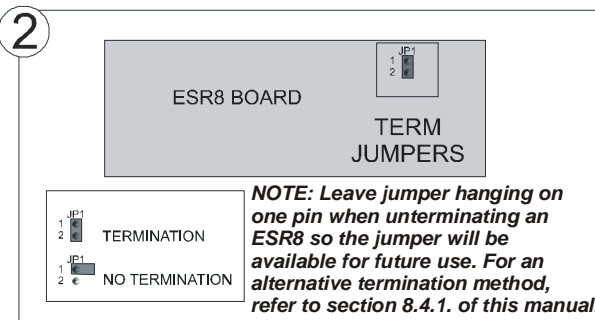 2
JP1
1
2
ESR8 BOARD
TERM
JUMPERS
JP1
1
2
TERMINATION
JP1
1
2
NO TERMINATION
NOTE: Leave jumper hanging on
one pin when unterminating an
ESR8 so the jumper will be
available for future use. For an
alternative termination method,
refer to section 8.4.1. of this manual.